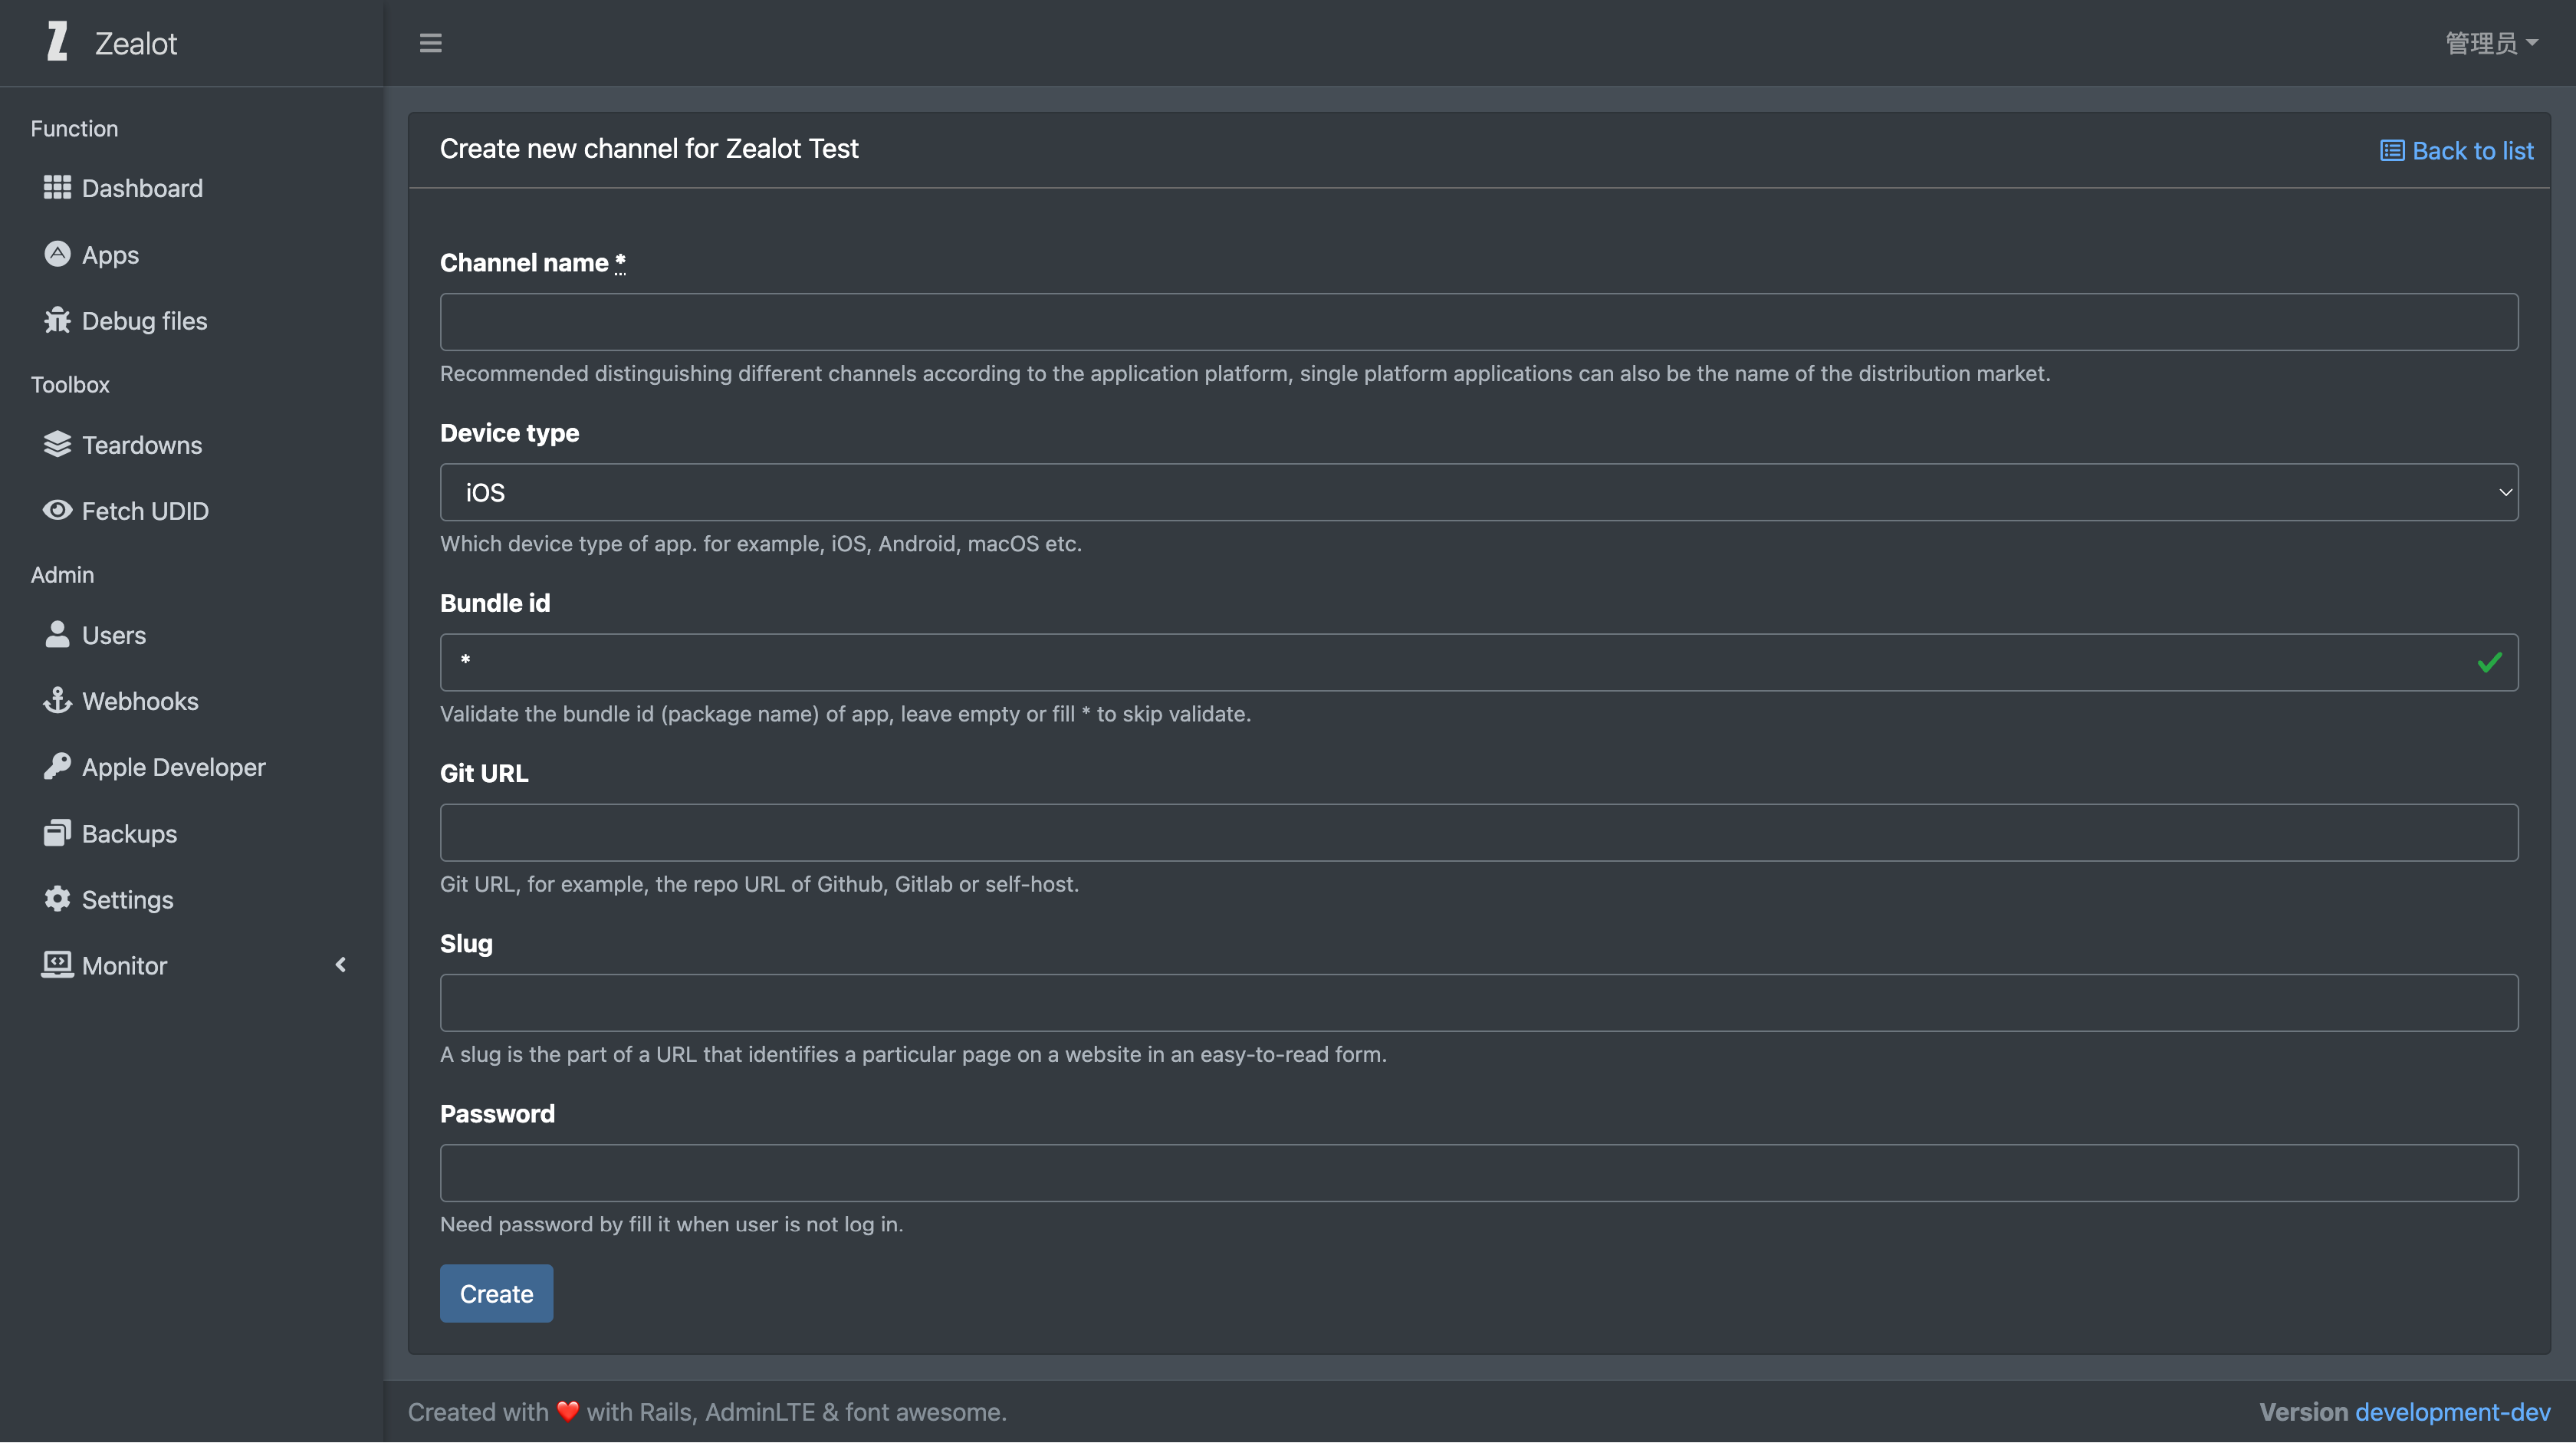 Zealot
管理员
Function
Dashboard
Apps
Debug files
Toolbox
Teardowns
Fetch UDID
Admin
Users
Webhooks
Apple Developer
Backups
Settings
Monitor
Create new channel for Zealot Test
Back to list
Channel name *
Recommended distinguishing different channels according to the application platform, single platform applications can also be the name of the distribution market.
Device type
iOS
Which device type of app. for example, iOS, Android, macOS etc.
Bundle id
*
Validate the bundle id (package name) of app, leave empty or fill * to skip validate.
Git URL
Git URL, for example, the repo URL of Github, Gitlab or self-host.
Slug
A slug is the part of a URL that identifies a particular page on a website in an easy-to-read form.
Password
Need password by fill it when user is not log in.
Create
Created with ❤️ with Rails, AdminLTE & font awesome.
Version development-dev